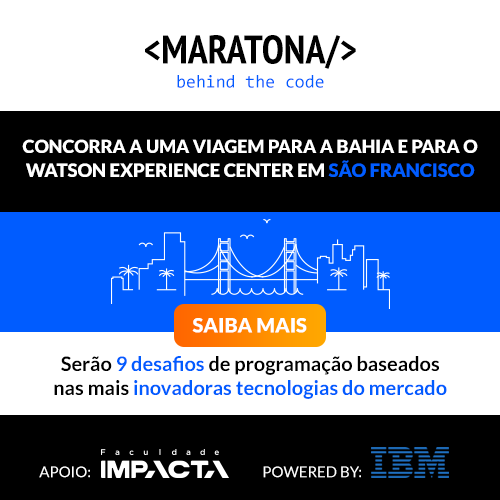 <MARATONA/>
behind the code
CONCORRA A UMA VIAGEM PARA A BAHIA E PARA O
WATSON EXPERIENCE CENTER EM SÃO FRANCISCO
SAIBA MAIS
Serão 9 desafios de programação baseados
nas mais inovadoras tecnologias do mercado
Faculdade
APOIO: IMPACTA POWERED BY: IBM